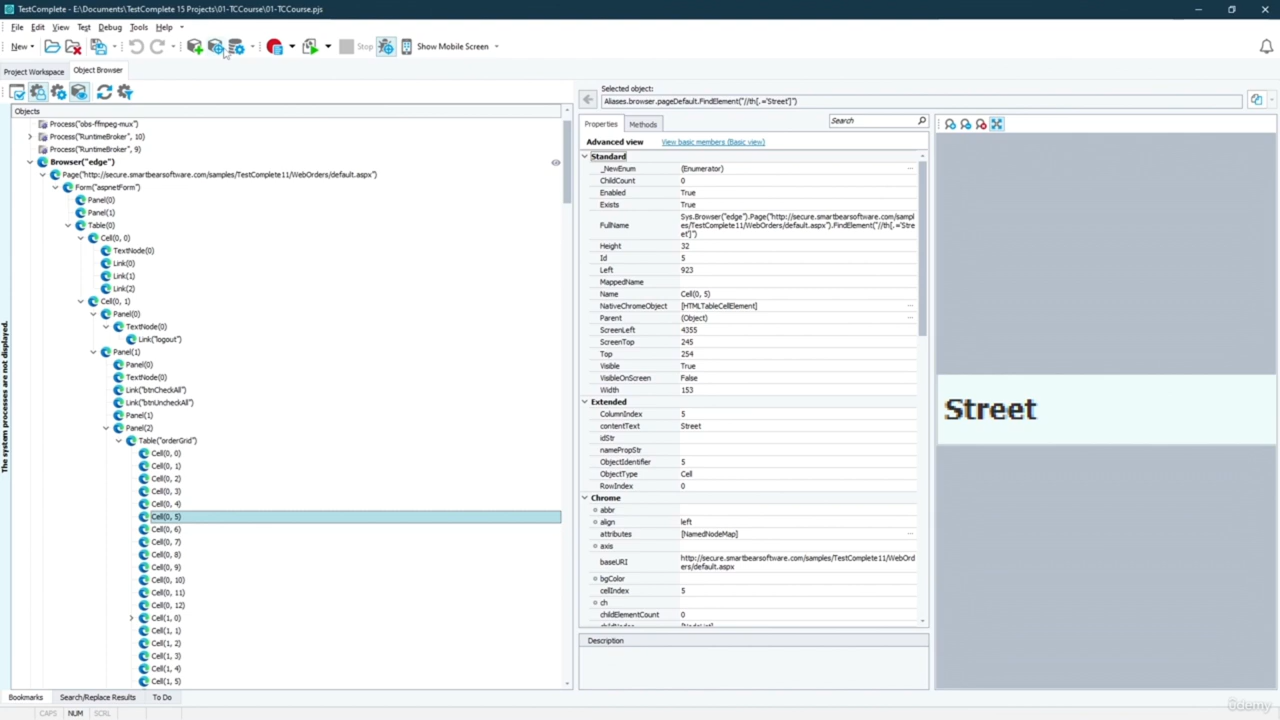 TestComplete - E:\Documents\TestComplete 15 Projects\01-TCCourse\01-TCCourse.pjs
File Edit View Test Debug Tools Help
New Stop Show Mobile Screen
Project Workspace Object Browser
Objects
The system processes are not displayed.
Process("obs-ffmpeg-mux")
Process("RuntimeBroker", 10)
Process("RuntimeBroker", 9)
Browser("edge")
Page("http://secure.smartbearsoftware.com/samples/TestComplete11/WebOrders/default.aspx")
Form("aspnetForm")
Panel(0)
Panel(1)
Table(0)
Cell(0, 0)
TextNode(0)
Link(0)
Link(1)
Link(2)
Cell(0, 1)
Panel(0)
TextNode(0)
Link("logout")
Panel(1)
Panel(0)
TextNode(0)
Link("btnCheckAll")
Link("btnUncheckAll")
Panel(1)
Panel(2)
Table("orderGrid")
Cell(0, 0)
Cell(0, 1)
Cell(0, 2)
Cell(0, 3)
Cell(0, 4)
Cell(0, 5)
Cell(0, 6)
Cell(0, 7)
Cell(0, 8)
Cell(0, 9)
Cell(0, 10)
Cell(0, 11)
Cell(0, 12)
Cell(1, 0)
Cell(1, 1)
Cell(1, 2)
Cell(1, 3)
Cell(1, 4)
Cell(1, 5)
Selected object:
Aliases.browser.pageDefault.FindElement("//th[.='Street']")
Properties Methods Search
Advanced view View basic members (Basic view)
Standard
_NewEnum (Enumerator)
ChildCount 0
Enabled True
Exists True
FullName Sys.Browser("edge").Page("http://secure.smartbearsoftware.com/sampl
es/TestComplete11/WebOrders/default.aspx").FindElement("//th[.='Stre
et']")
Height 32
Id 5
Left 923
MappedName
Name Cell(0, 5)
NativeChromeObject [HTMLTableCellElement]
Parent (Object)
ScreenLeft 4355
ScreenTop 245
Top 254
Visible True
VisibleOnScreen False
Width 153
Extended
ColumnIndex 5
contentText Street
idStr
namePropStr
ObjectIdentifier 5
ObjectType Cell
RowIndex 0
Chrome
abbr
align left
attributes [NamedNodeMap]
axis
baseURI http://secure.smartbearsoftware.com/samples/TestComplete11/WebOrd
ers/default.aspx
bgColor
cellIndex 5
ch
childElementCount 0
Description
Street
Bookmarks Search/Replace Results To Do
CAPS NUM SCRL
ûdemy